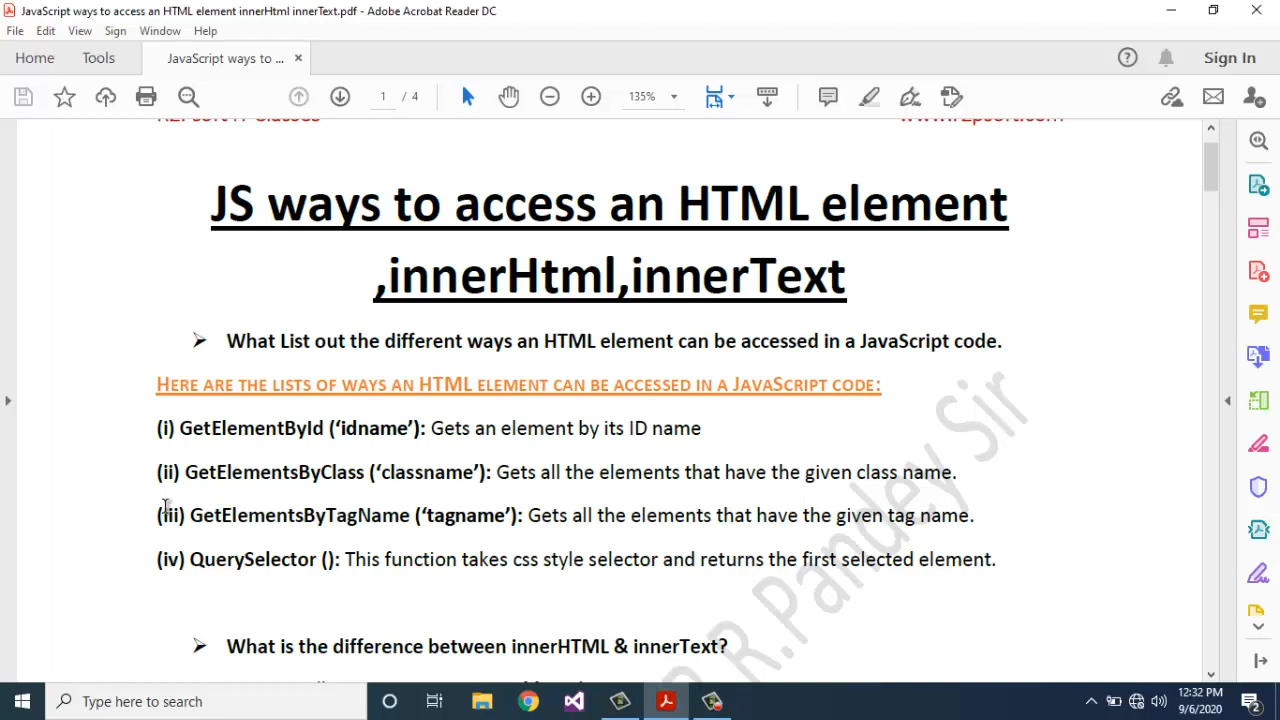 JavaScript ways to access an HTML element innerHtml innerText.pdf - Adobe Acrobat Reader DC
File Edit View Sign Window Help
Home Tools JavaScript ways to ... × Sign In
1 / 4 135%
JS ways to access an HTML element
,innerHtml,innerText
➢ What List out the different ways an HTML element can be accessed in a JavaScript code.
HERE ARE THE LISTS OF WAYS AN HTML ELEMENT CAN BE ACCESSED IN A JAVASCRIPT CODE:
(i) GetElementById (‘idname’): Gets an element by its ID name
(ii) GetElementsByClass (‘classname’): Gets all the elements that have the given class name.
(iii) GetElementsByTagName (‘tagname’): Gets all the elements that have the given tag name.
(iv) QuerySelector (): This function takes css style selector and returns the first selected element.
➢ What is the difference between innerHTML & innerText?
R.Pandey Sir
Type here to search
12:32 PM
9/6/2020
2